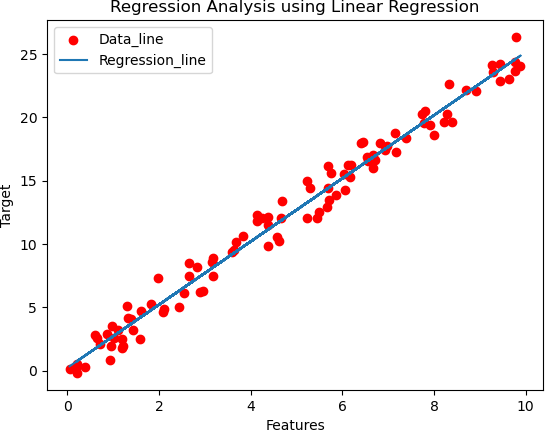 Regression Analysis using Linear Regression
Data_line
Regression_line
25
20
15
10
5
0
Target
0
2
4
6
8
10
Features